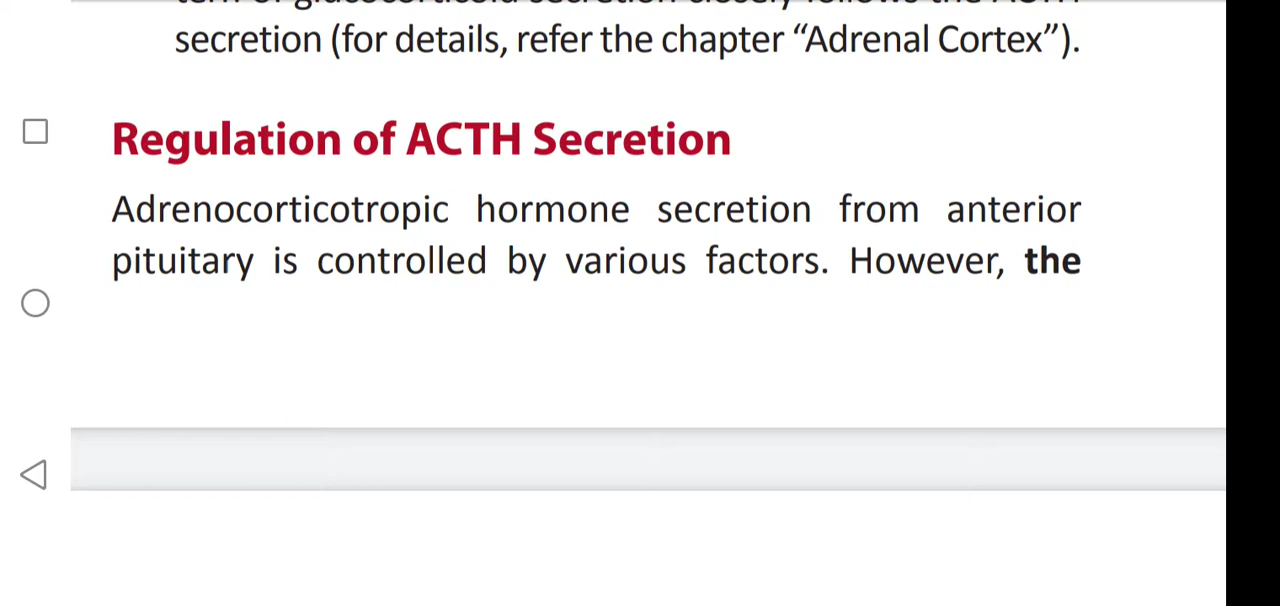 secretion (for details, refer the chapter “Adrenal Cortex”).
Regulation of ACTH Secretion
Adrenocorticotropic hormone secretion from anterior
pituitary is controlled by various factors. However, the